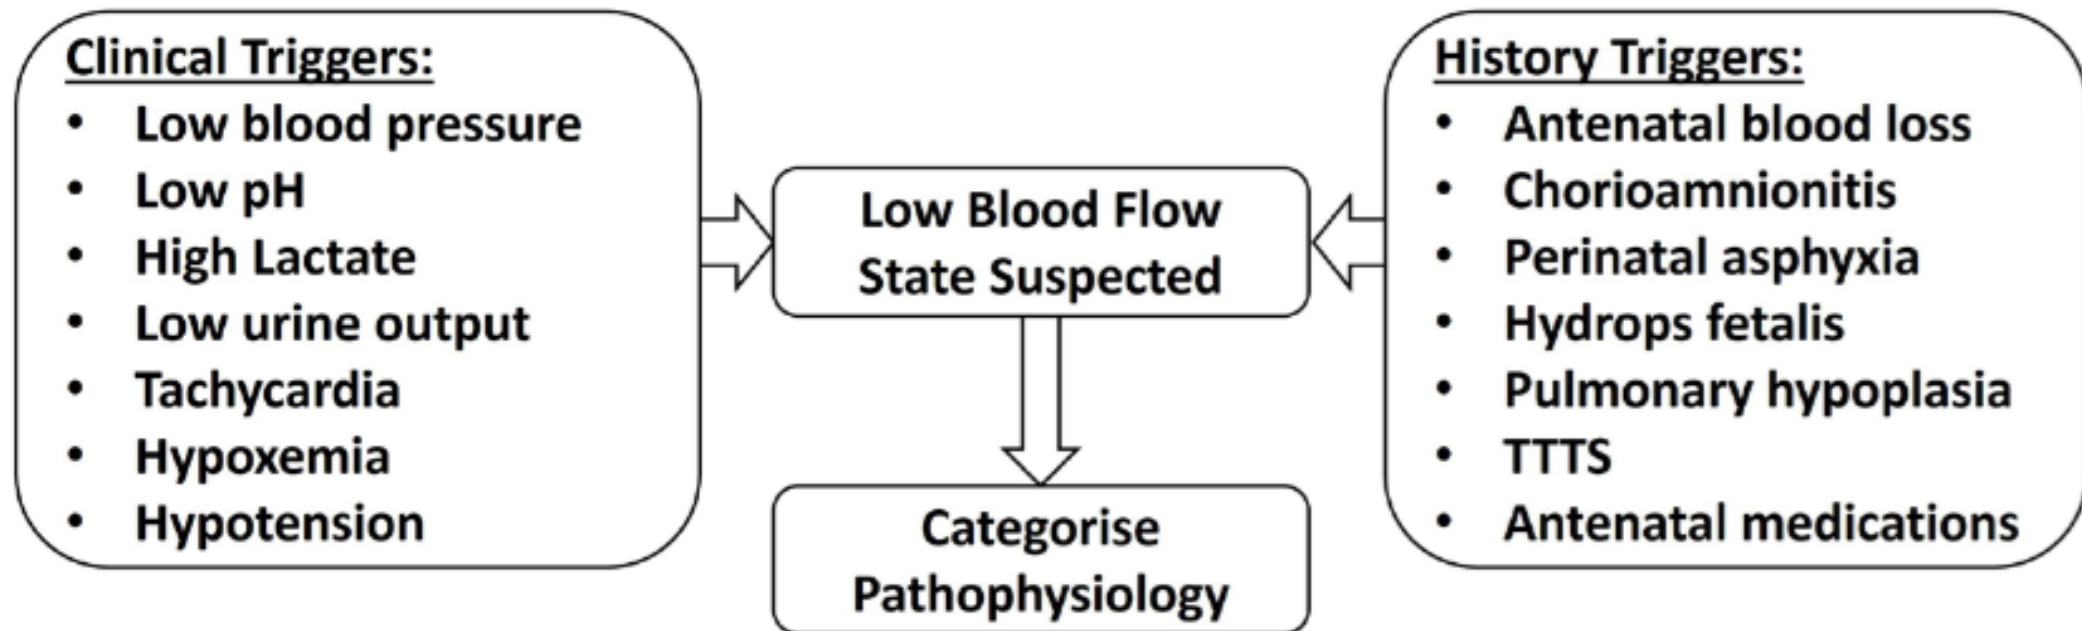 Clinical Triggers:
• Low blood pressure
• Low pH
• High Lactate
• Low urine output
• Tachycardia
• Hypoxemia
• Hypotension
Low Blood Flow
State Suspected
Categorise
Pathophysiology
History Triggers:
• Antenatal blood loss
• Chorioamnionitis
• Perinatal asphyxia
• Hydrops fetalis
• Pulmonary hypoplasia
• TTTS
• Antenatal medications